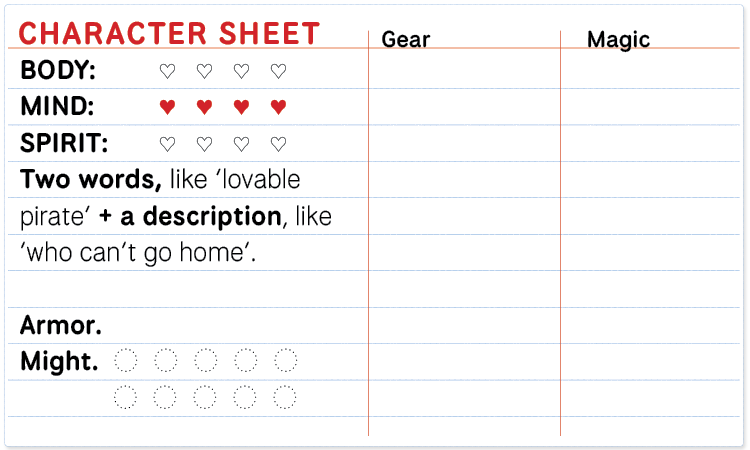 CHARACTER SHEET
Gear
Magic
BODY:
MIND:
SPIRIT:
Two words, like ‘lovable
pirate’ + a description, like
‘who can’t go home’.
Armor.
Might.